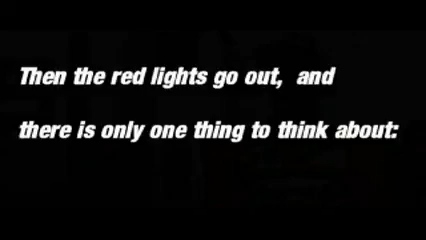 Then the red lights go out,  and
there is only one thing to think about: